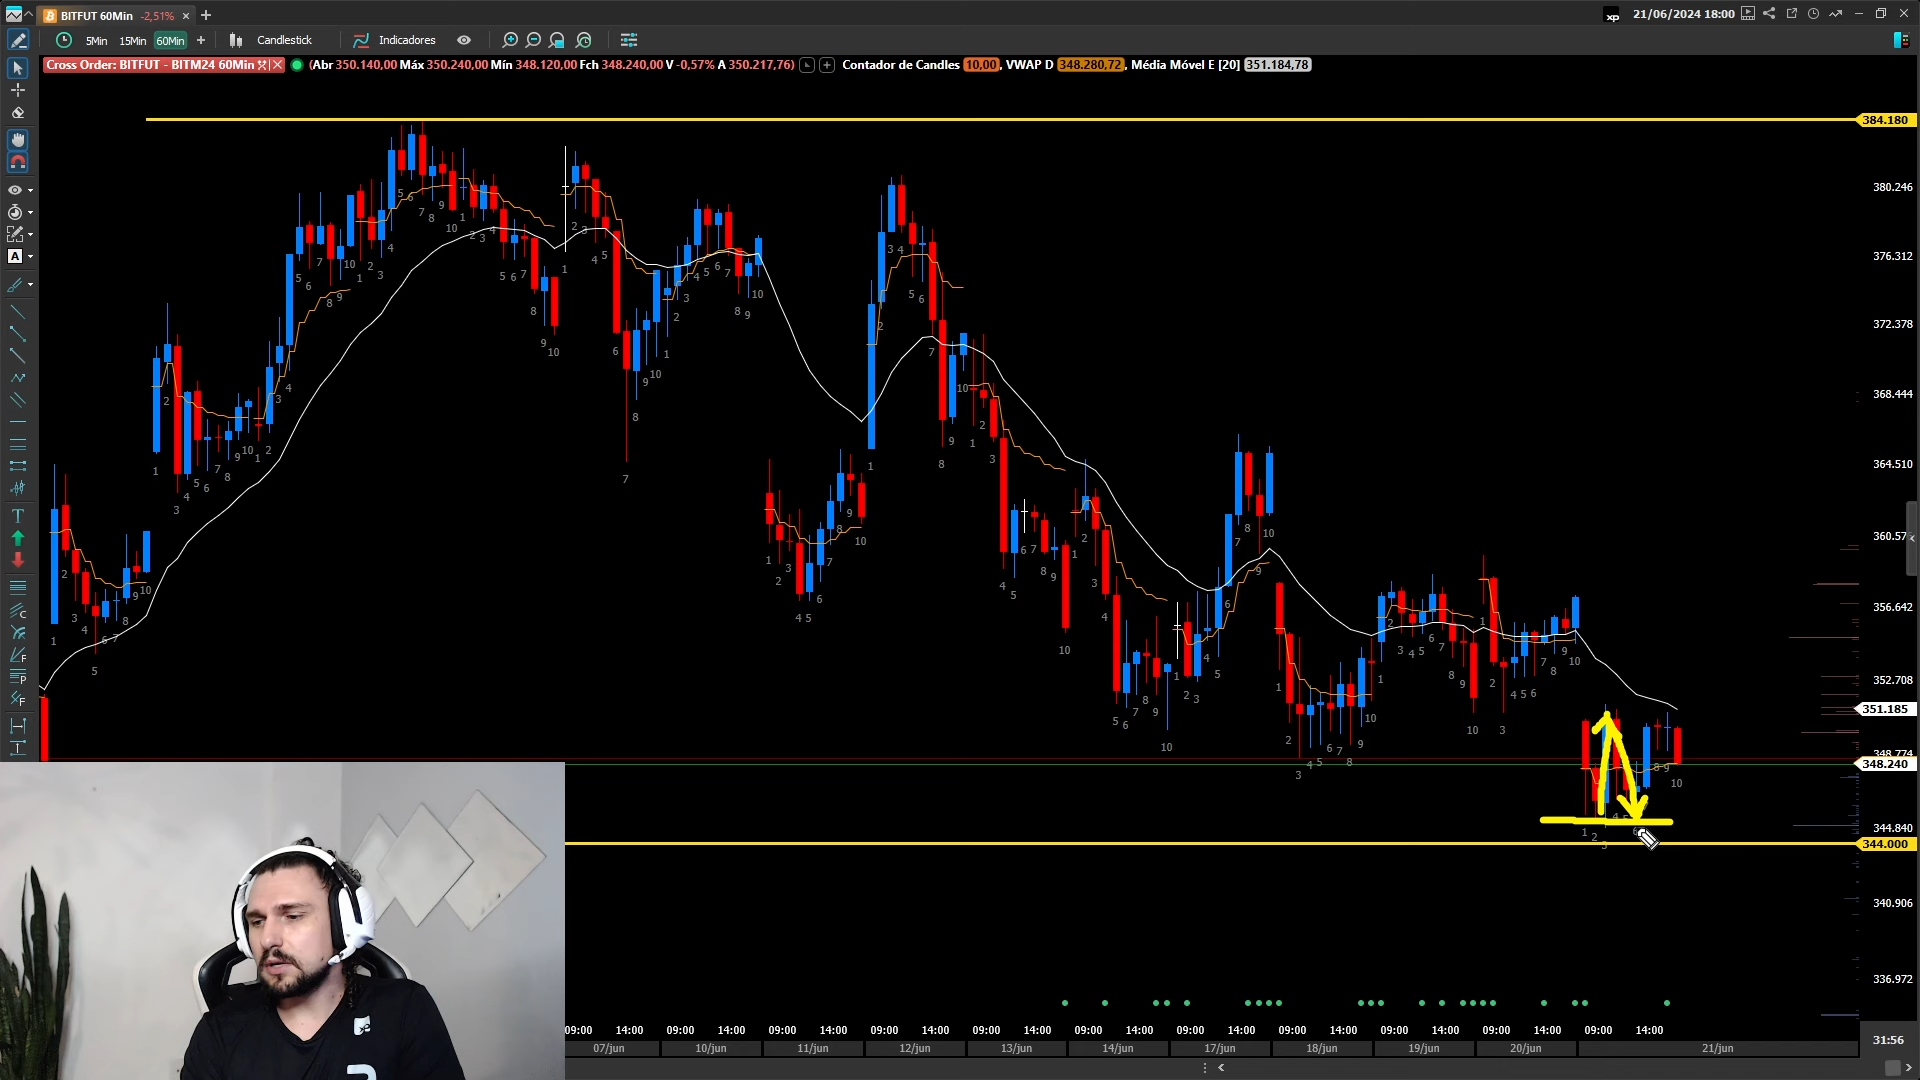 BITFUT 60Min -2,51%
xp 21/06/2024 18:00
5Min 15Min 60Min + Candlestick Indicadores
Cross Order: BITFUT - BITM24 60Min (Abr 350.140,00 Máx 350.240,00 Mín 348.120,00 Fch 348.240,00 V -0,57% A 350.217,76) Contador de Candles 10,00, VWAP D 348.280,72, Média Móvel E [20] 351.184,78
384.180
380.246
376.312
372.378
368.444
364.510
360.57
356.642
352.708
351.185
348.774
348.240
344.840
344.000
340.906
336.972
09:00 14:00 09:00 14:00 09:00 14:00 09:00 14:00 09:00 14:00 09:00 14:00 09:00 14:00 09:00 14:00 09:00 14:00 09:00 14:00 09:00 14:00
31:56
07/jun 10/jun 11/jun 12/jun 13/jun 14/jun 17/jun 18/jun 19/jun 20/jun 21/jun